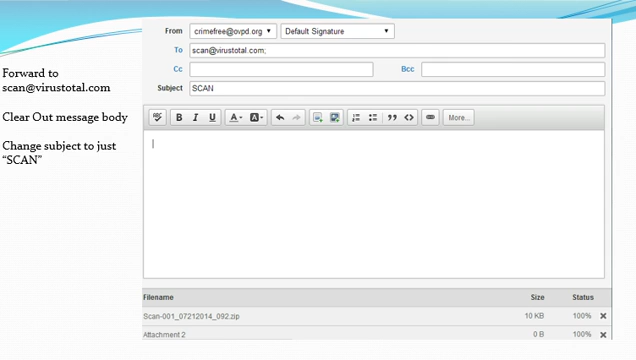 Forward to
scan@virustotal.com
Clear Out message body
Change subject to just
“SCAN”
From crimefree@ovpd.org Default Signature
To scan@virustotal.com;
Cc Bcc
Subject SCAN
ABC B I U A A More...
Filename Size Status
Scan-001_07212014_092.zip 10 KB 100%
Attachment 2 0 B 100%